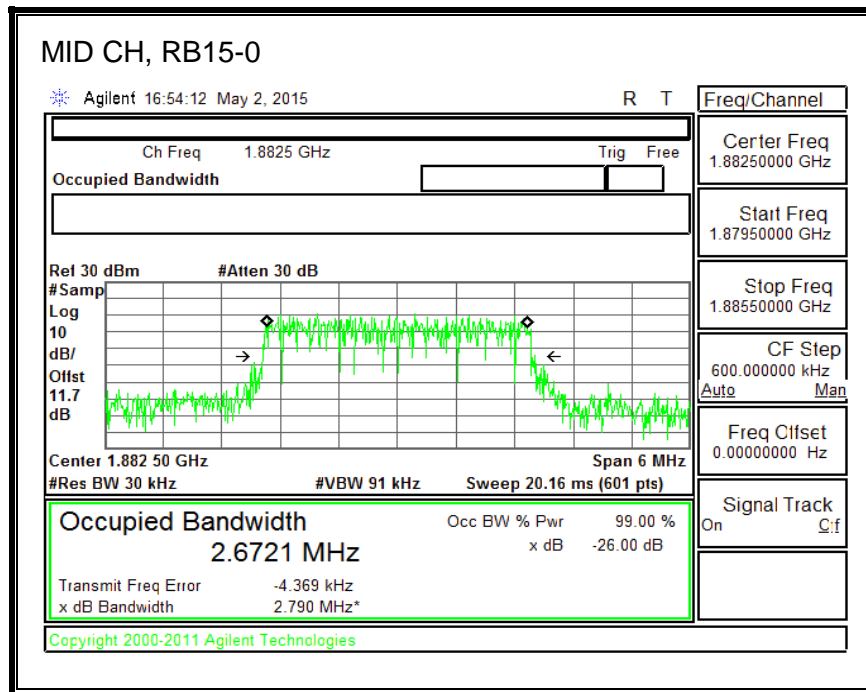 MID CH, RB15-0
Agilent 16:54:12 May 2, 2015 R T
Freq/Channel
Ch Freq 1.8825 GHz Trig Free
Occupied Bandwidth
Center Freq
1.88250000 GHz
Start Freq
1.87950000 GHz
Stop Freq
1.88550000 GHz
CF Step
600.000000 kHz
Auto Man
Freq Offset
0.00000000 Hz
Signal Track
On Off
Ref 30 dBm #Atten 30 dB
#Samp
Log
10
dB/
Offst
11.7
dB
Center 1.882 50 GHz Span 6 MHz
#Res BW 30 kHz #VBW 91 kHz Sweep 20.16 ms (601 pts)
Occupied Bandwidth
2.6721 MHz
Occ BW % Pwr 99.00 %
x dB -26.00 dB
Transmit Freq Error -4.369 kHz
x dB Bandwidth 2.790 MHz*
Copyright 2000-2011 Agilent Technologies